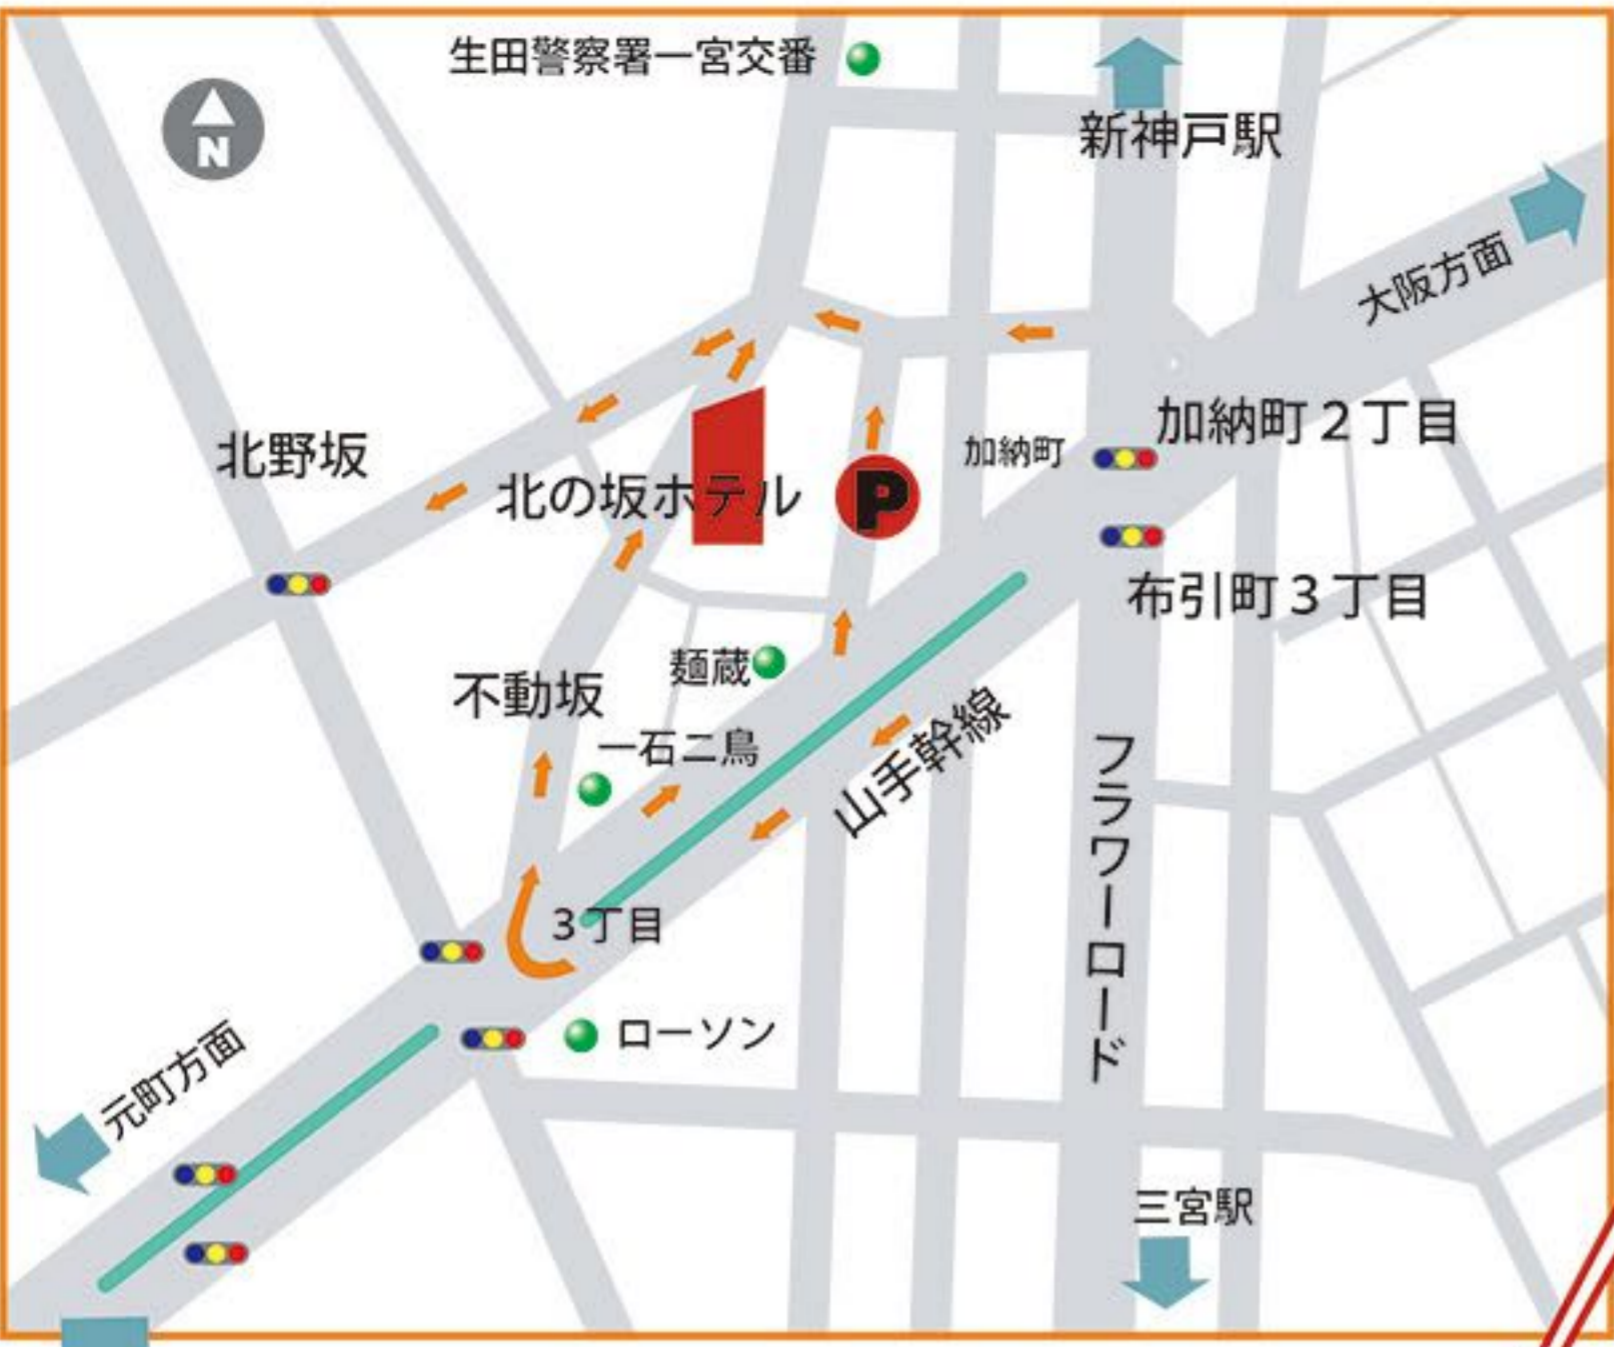 生田警察署一宮交番
N
新神戸駅
大阪方面
加納町２丁目
北野坂
加納町
北の坂ホテル
P
布引町３丁目
麺蔵
不動坂
山手幹線
一石二鳥
フラワーロード
３丁目
ローソン
元町方面
三宮駅